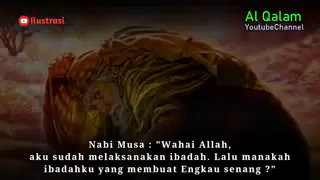 Ilustrasi
Al Qalam
YoutubeChannel
Nabi Musa : "Wahai Allah,
aku sudah melaksanakan ibadah. Lalu manakah
ibadahku yang membuat Engkau senang ?"